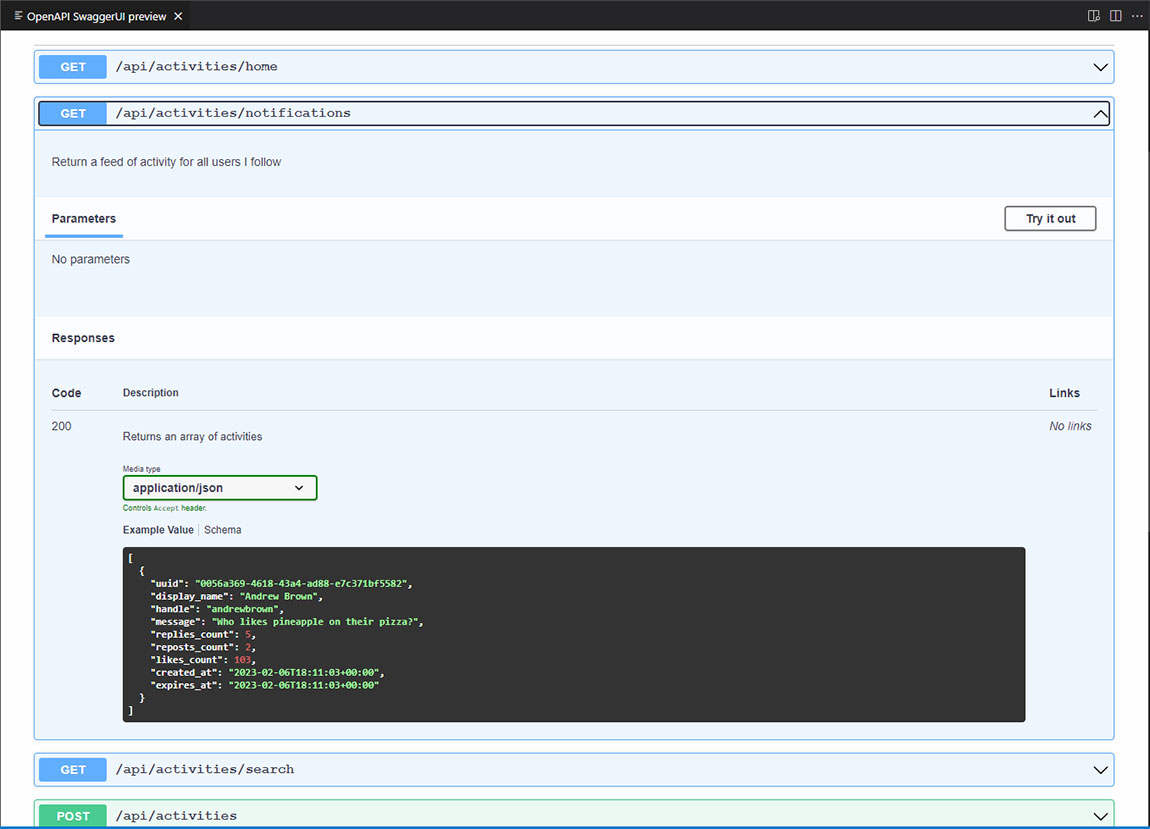 OpenAPI SwaggerUI preview
GET /api/activities/home
GET /api/activities/notifications
Return a feed of activity for all users I follow
Parameters Try it out
No parameters
Responses
Code Description Links
200 No links
Returns an array of activities
Media type
application/json
Controls Accept header.
Example Value Schema
[
{
"uuid": "0056a369-4618-43a4-ad88-e7c371bf5582",
"display_name": "Andrew Brown",
"handle": "andrewbrown",
"message": "Who likes pineapple on their pizza?",
"replies_count": 5,
"reposts_count": 2,
"likes_count": 103,
"created_at": "2023-02-06T18:11:03+00:00",
"expires_at": "2023-02-06T18:11:03+00:00"
}
]
GET /api/activities/search
POST /api/activities